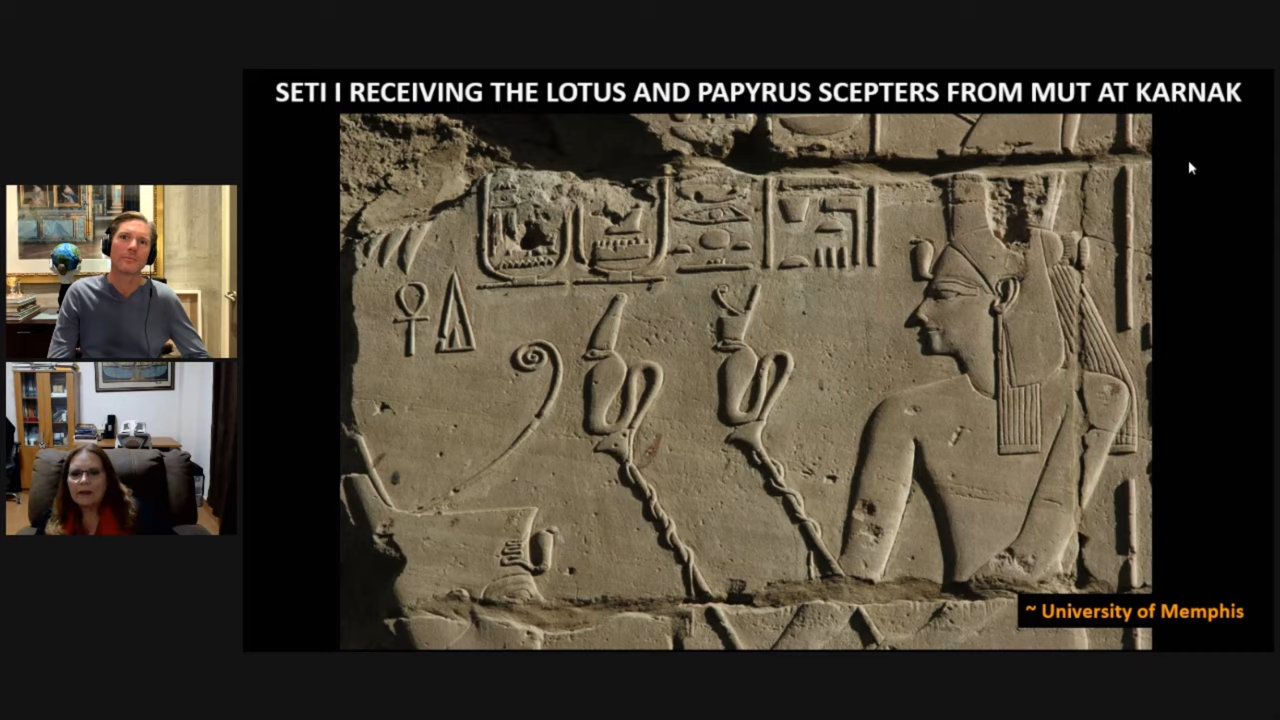 SETI I RECEIVING THE LOTUS AND PAPYRUS SCEPTERS FROM MUT AT KARNAK
~ University of Memphis